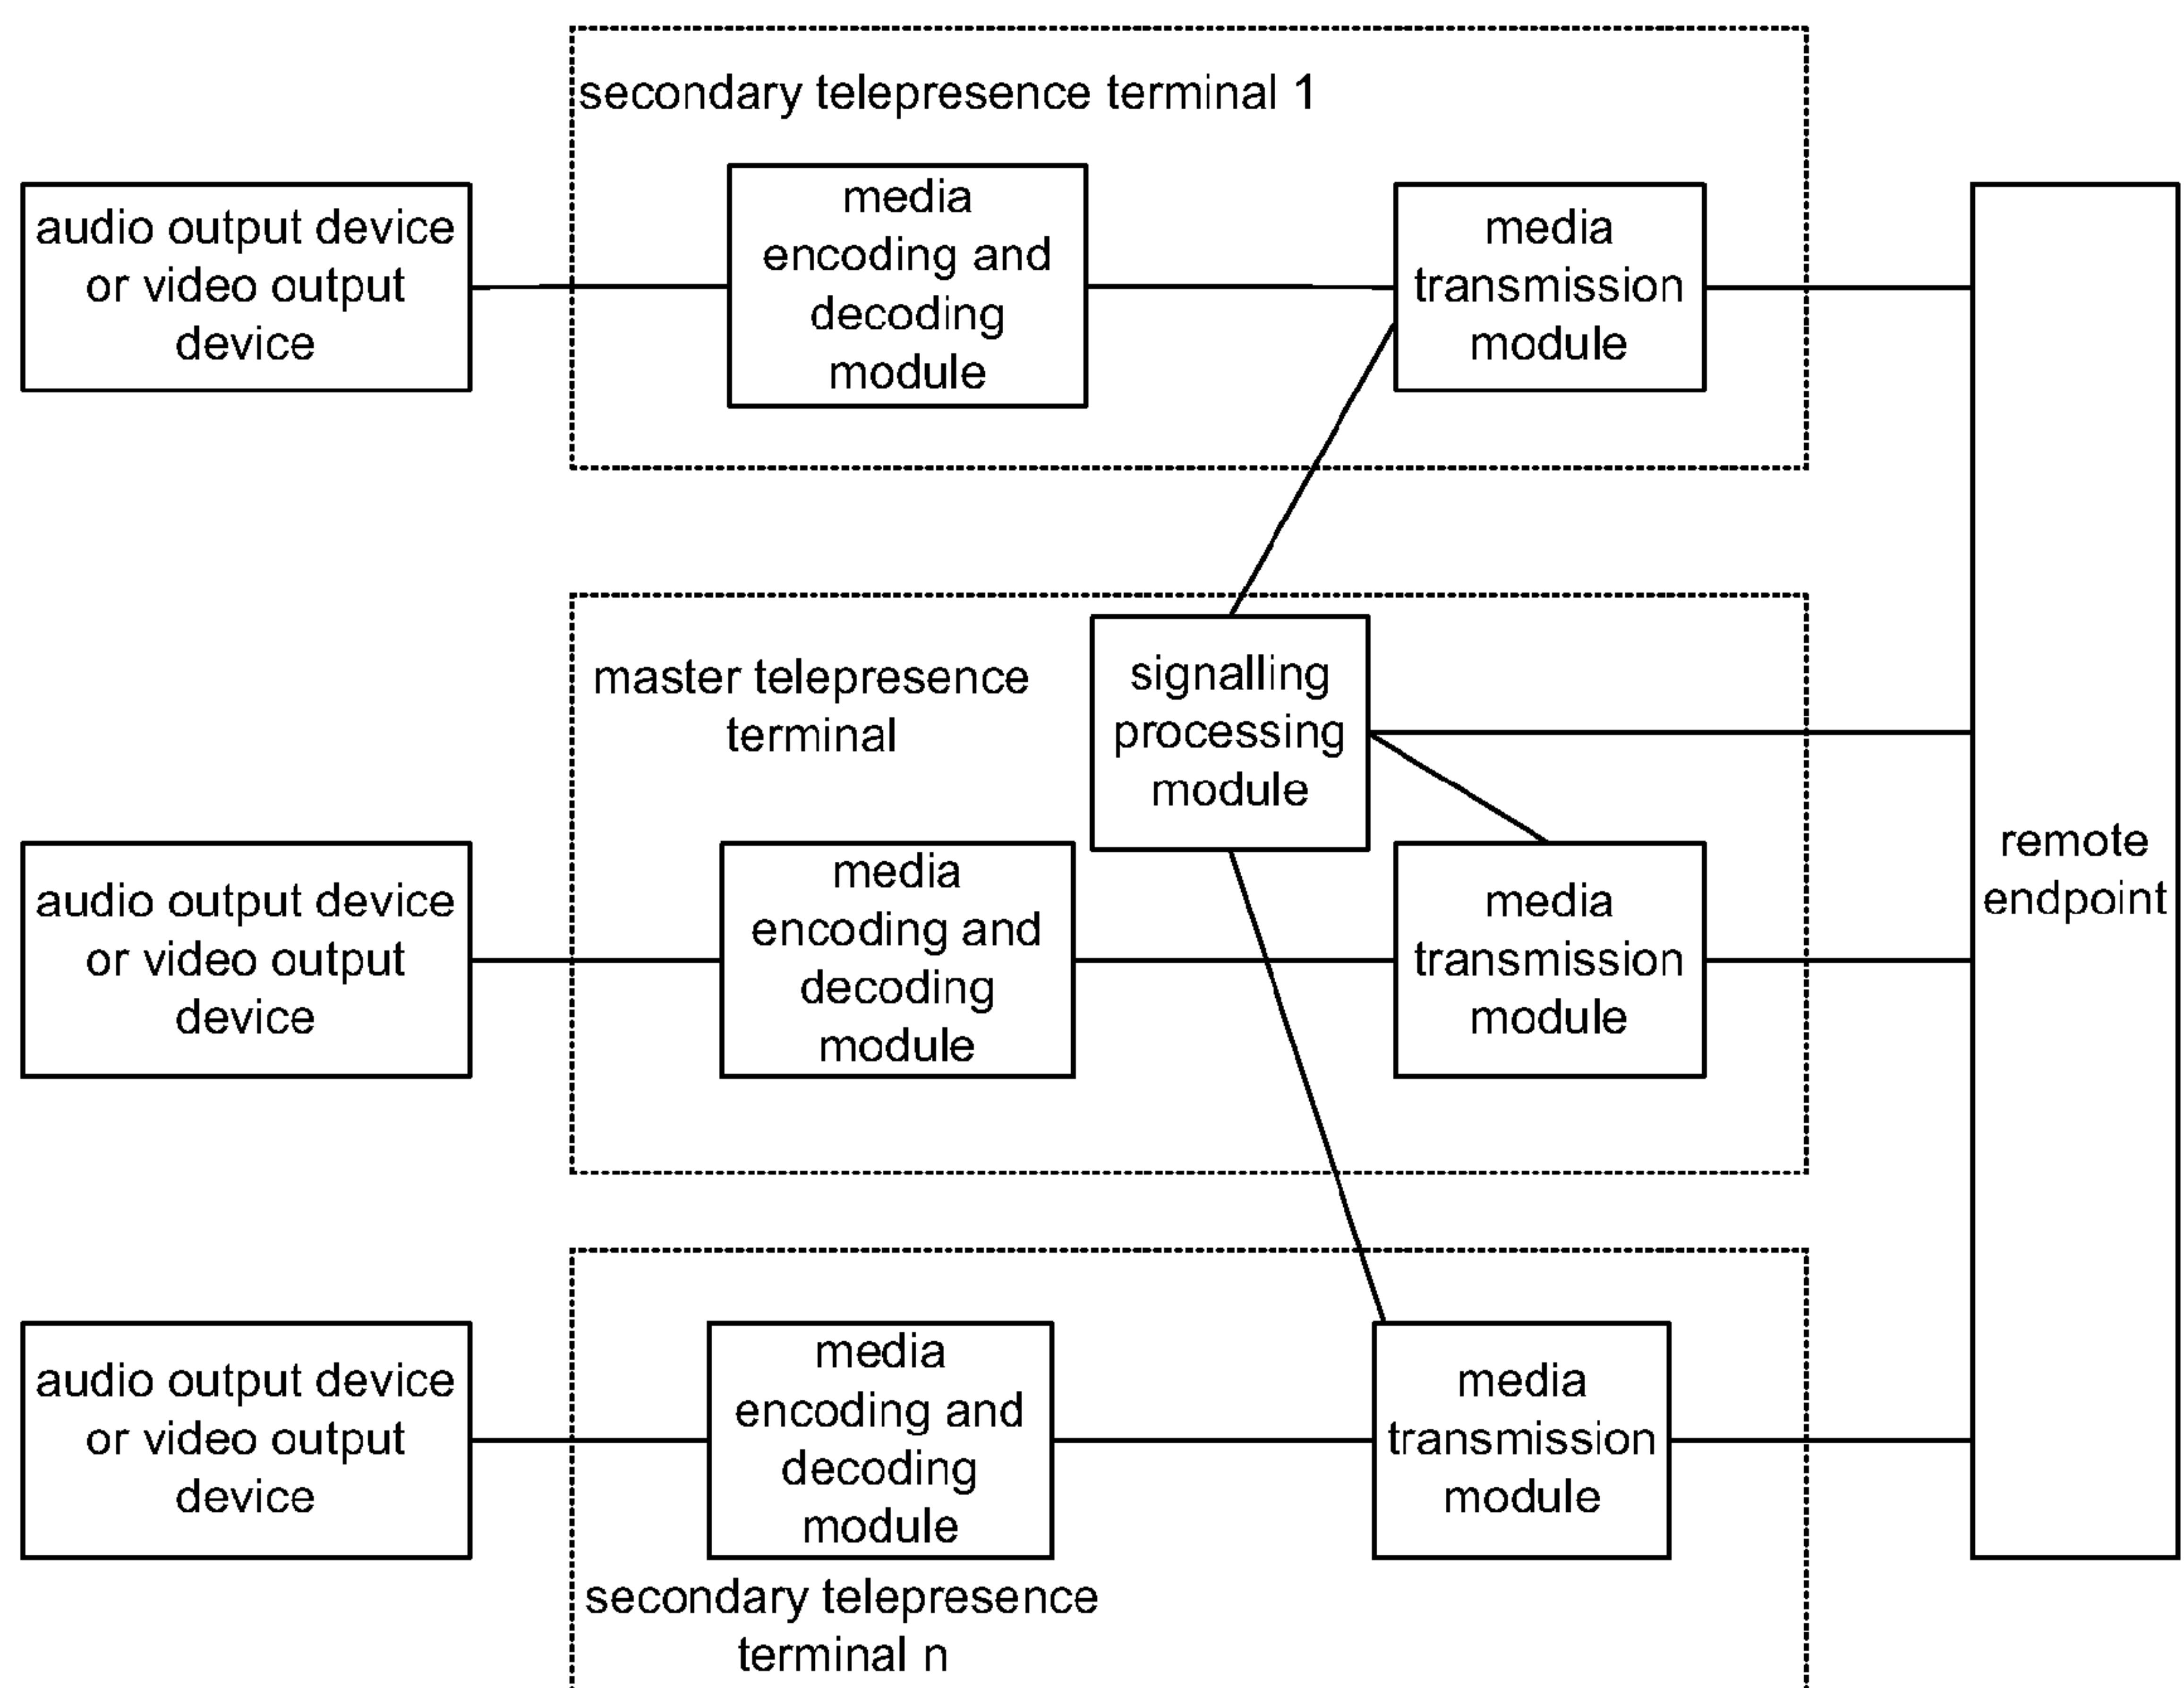 secondary telepresence terminal 1
audio output device
or video output
device
media
encoding and
decoding
module
media
transmission
module
master telepresence
terminal
signalling
processing
module
audio output device
or video output
device
media
encoding and
decoding
module
media
transmission
module
remote
endpoint
audio output device
or video output
device
media
encoding and
decoding
module
media
transmission
module
secondary telepresence
terminal n